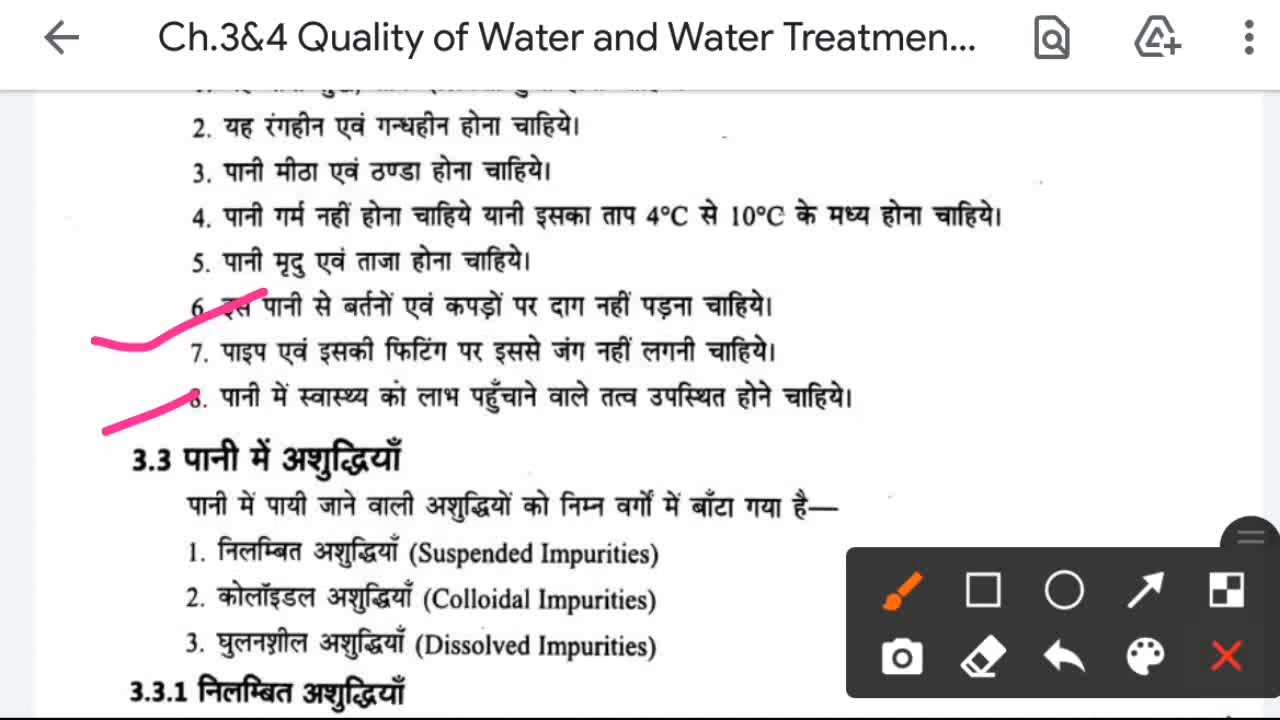 Ch.3&4 Quality of Water and Water Treatmen...
2. यह रंगहीन एवं गन्धहीन होना चाहिये।
3. पानी मीठा एवं ठण्डा होना चाहिये।
4. पानी गर्म नहीं होना चाहिये यानी इसका ताप 4°C से 10°C के मध्य होना चाहिये।
5. पानी मृदु एवं ताजा होना चाहिये।
6. इस पानी से बर्तनों एवं कपड़ों पर दाग नहीं पड़ना चाहिये।
7. पाइप एवं इसकी फिटिंग पर इससे जंग नहीं लगनी चाहिये।
8. पानी में स्वास्थ्य को लाभ पहुँचाने वाले तत्व उपस्थित होने चाहिये।
3.3 पानी में अशुद्धियाँ
पानी में पायी जाने वाली अशुद्धियों को निम्न वर्गों में बाँटा गया है—
1. निलम्बित अशुद्धियाँ (Suspended Impurities)
2. कोलॉइडल अशुद्धियाँ (Colloidal Impurities)
3. घुलनशील अशुद्धियाँ (Dissolved Impurities)
3.3.1 निलम्बित अशुद्धियाँ